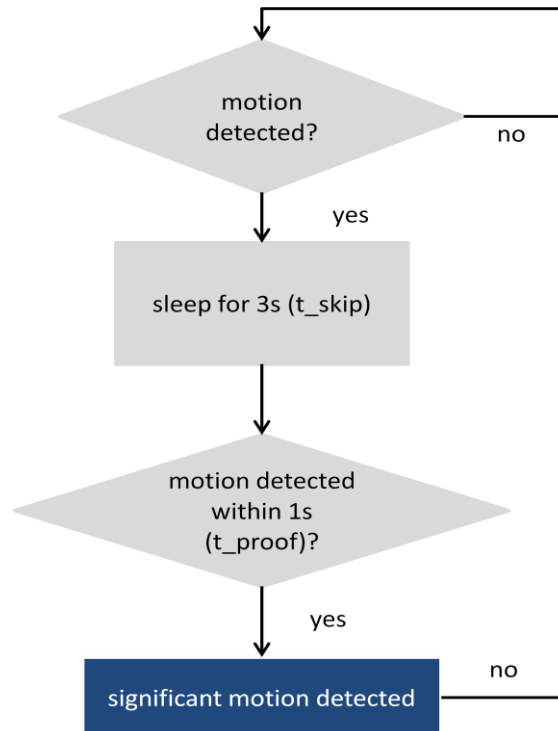 motion
detected?
no
yes
sleep for 3s (t_skip)
motion detected
within 1s
(t_proof)?
yes
no
significant motion detected